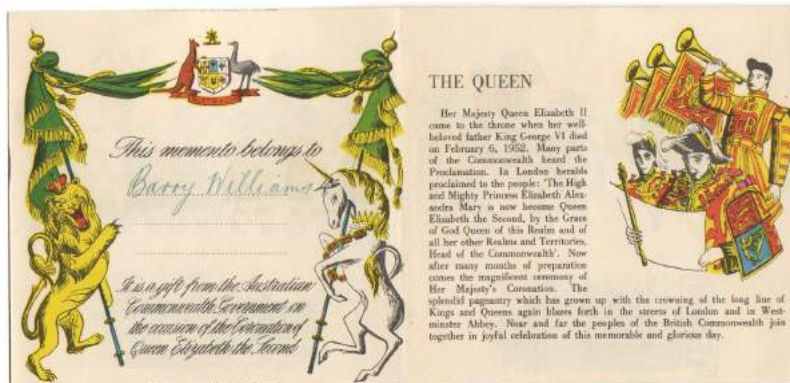 This memento belongs to
Barry Williams
It is a gift from the Australian
Commonwealth Government on
the occasion of the Coronation of
Queen Elizabeth the Second
THE QUEEN
Her Majesty Queen Elizabeth II
came to the throne when her well-
beloved father King George VI died
on February 6, 1952. Many parts
of the Commonwealth heard the
Proclamation. In London heralds
proclaimed to the people: 'The High
and Mighty Princess Elizabeth Alex-
andra Mary is now become Queen
Elizabeth the Second, by the Grace
of God Queen of this Realm and of
all her other Realms and Territories,
Head of the Commonwealth'. Now
after many months of preparation
comes the magnificent ceremony of
Her Majesty's Coronation. The
splendid pageantry which has grown up with the crowning of the long line of
Kings and Queens again blazes forth in the streets of London and in West-
minster Abbey. Near and far the peoples of the British Commonwealth join
together in joyful celebration of this memorable and glorious day.